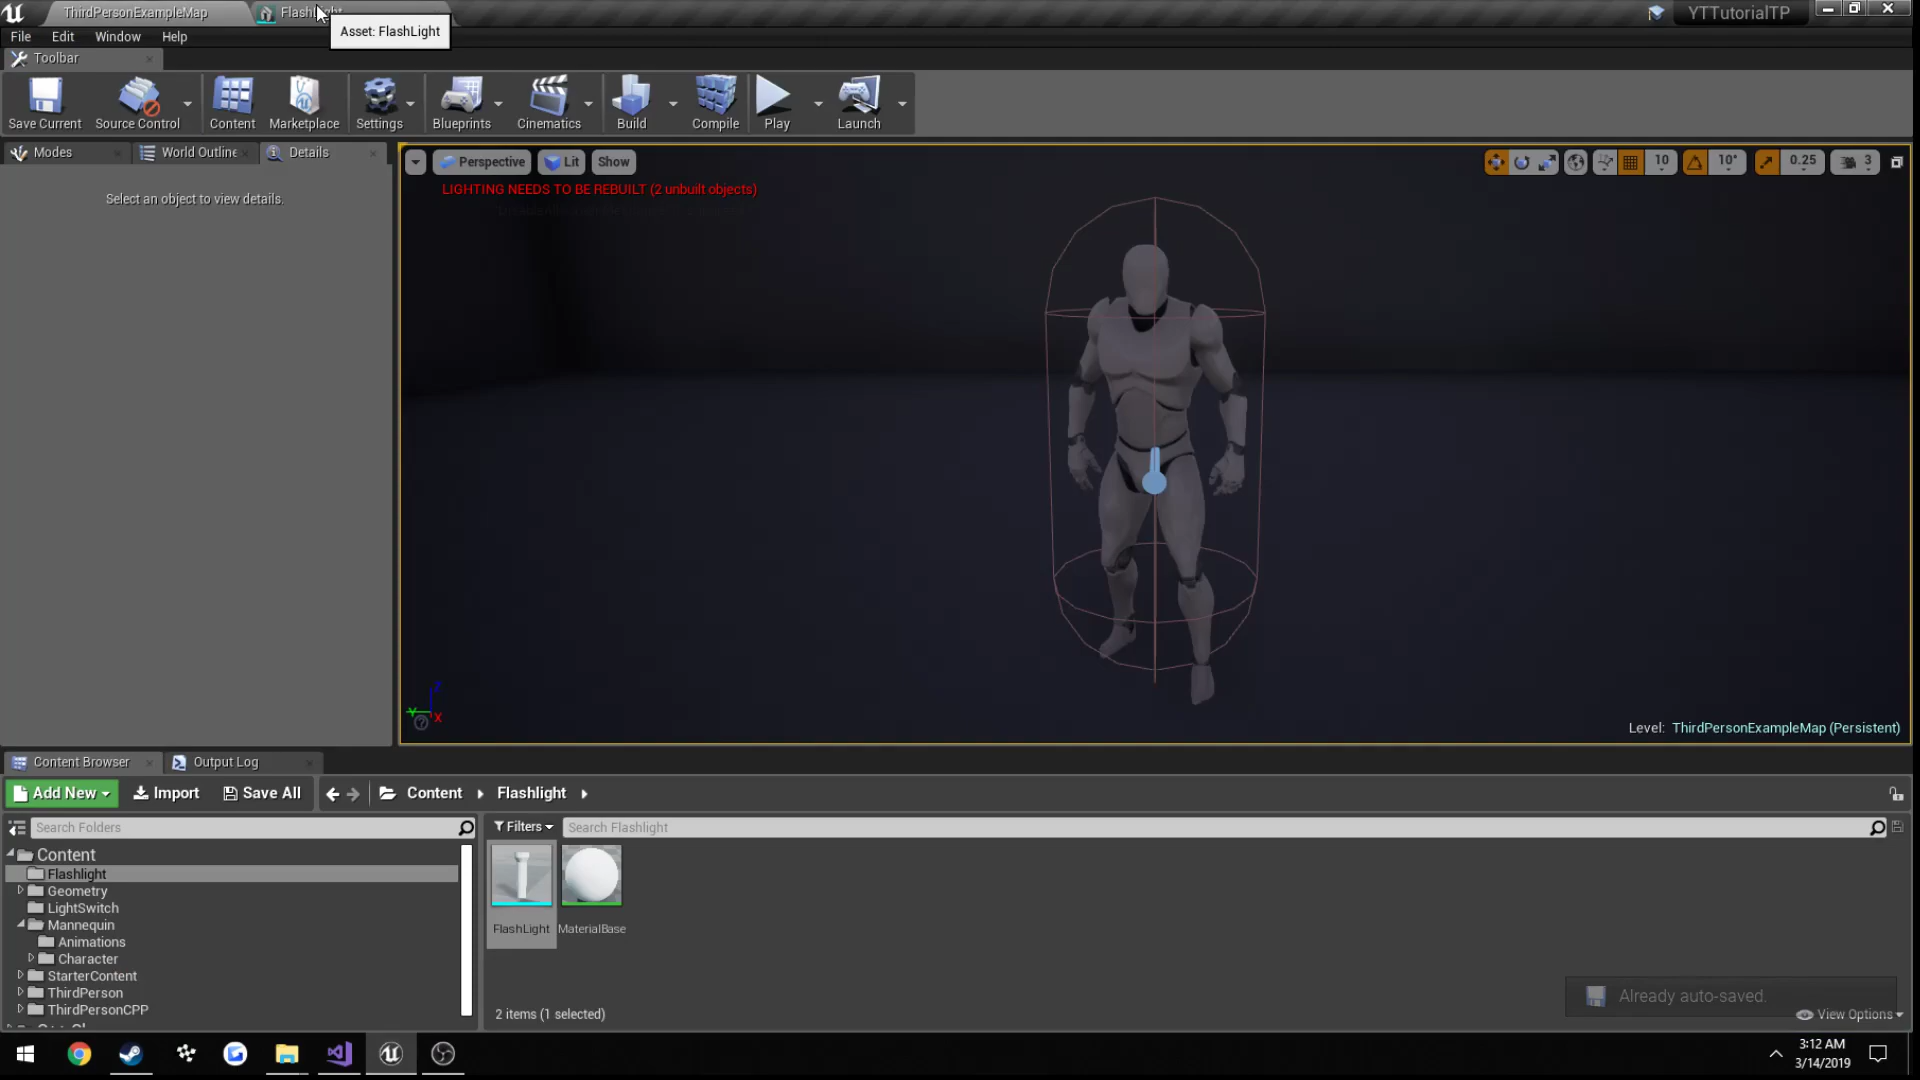 ThirdPersonExampleMap
YTTutorialTP
Asset: FlashLight
File Edit Window Help
Toolbar
Save Current Source Control Content Marketplace Settings Blueprints Cinematics Build Compile Play Launch
Modes World Outline Details
Select an object to view details.
Perspective Lit Show
10 10° 0.25 3
LIGHTING NEEDS TO BE REBUILT (2 unbuilt objects)
Z
Y X
Level: ThirdPersonExampleMap (Persistent)
Content Browser Output Log
Add New Import Save All Content Flashlight
Search Folders
Filters Search Flashlight
Content
Flashlight
Geometry
LightSwitch
Mannequin
Animations
Character
StarterContent
ThirdPerson
ThirdPersonCPP
FlashLight MaterialBase
Already auto-saved.
2 items (1 selected)
View Options
3:12 AM
3/14/2019